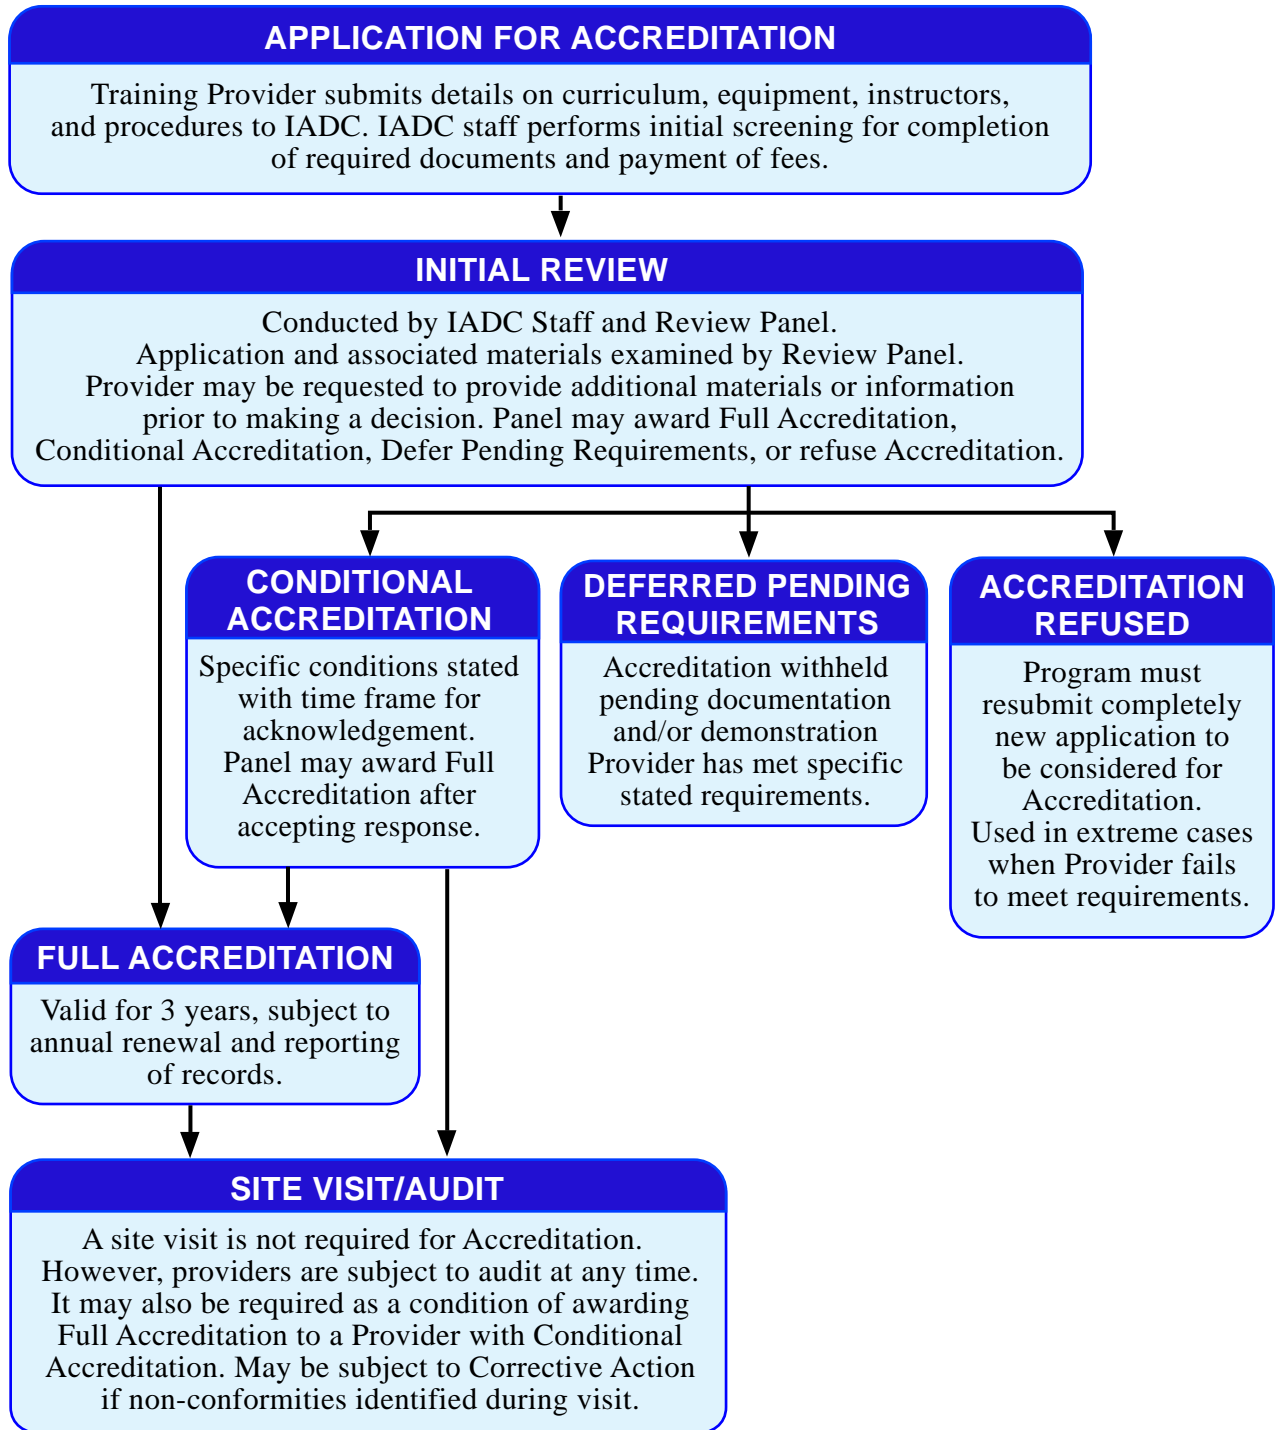 APPLICATION FOR ACCREDITATION
Training Provider submits details on curriculum, equipment, instructors,
and procedures to IADC. IADC staff performs initial screening for completion
of required documents and payment of fees.
INITIAL REVIEW
Conducted by IADC Staff and Review Panel.
Application and associated materials examined by Review Panel.
Provider may be requested to provide additional materials or information
prior to making a decision. Panel may award Full Accreditation,
Conditional Accreditation, Defer Pending Requirements, or refuse Accreditation.
CONDITIONAL
ACCREDITATION
Specific conditions stated
with time frame for
acknowledgement.
Panel may award Full
Accreditation after
accepting response.
DEFERRED PENDING
REQUIREMENTS
Accreditation withheld
pending documentation
and/or demonstration
Provider has met specific
stated requirements.
ACCREDITATION
REFUSED
Program must
resubmit completely
new application to
be considered for
Accreditation.
Used in extreme cases
when Provider fails
to meet requirements.
FULL ACCREDITATION
Valid for 3 years, subject to
annual renewal and reporting
of records.
SITE VISIT/AUDIT
A site visit is not required for Accreditation.
However, providers are subject to audit at any time.
It may also be required as a condition of awarding
Full Accreditation to a Provider with Conditional
Accreditation. May be subject to Corrective Action
if non-conformities identified during visit.